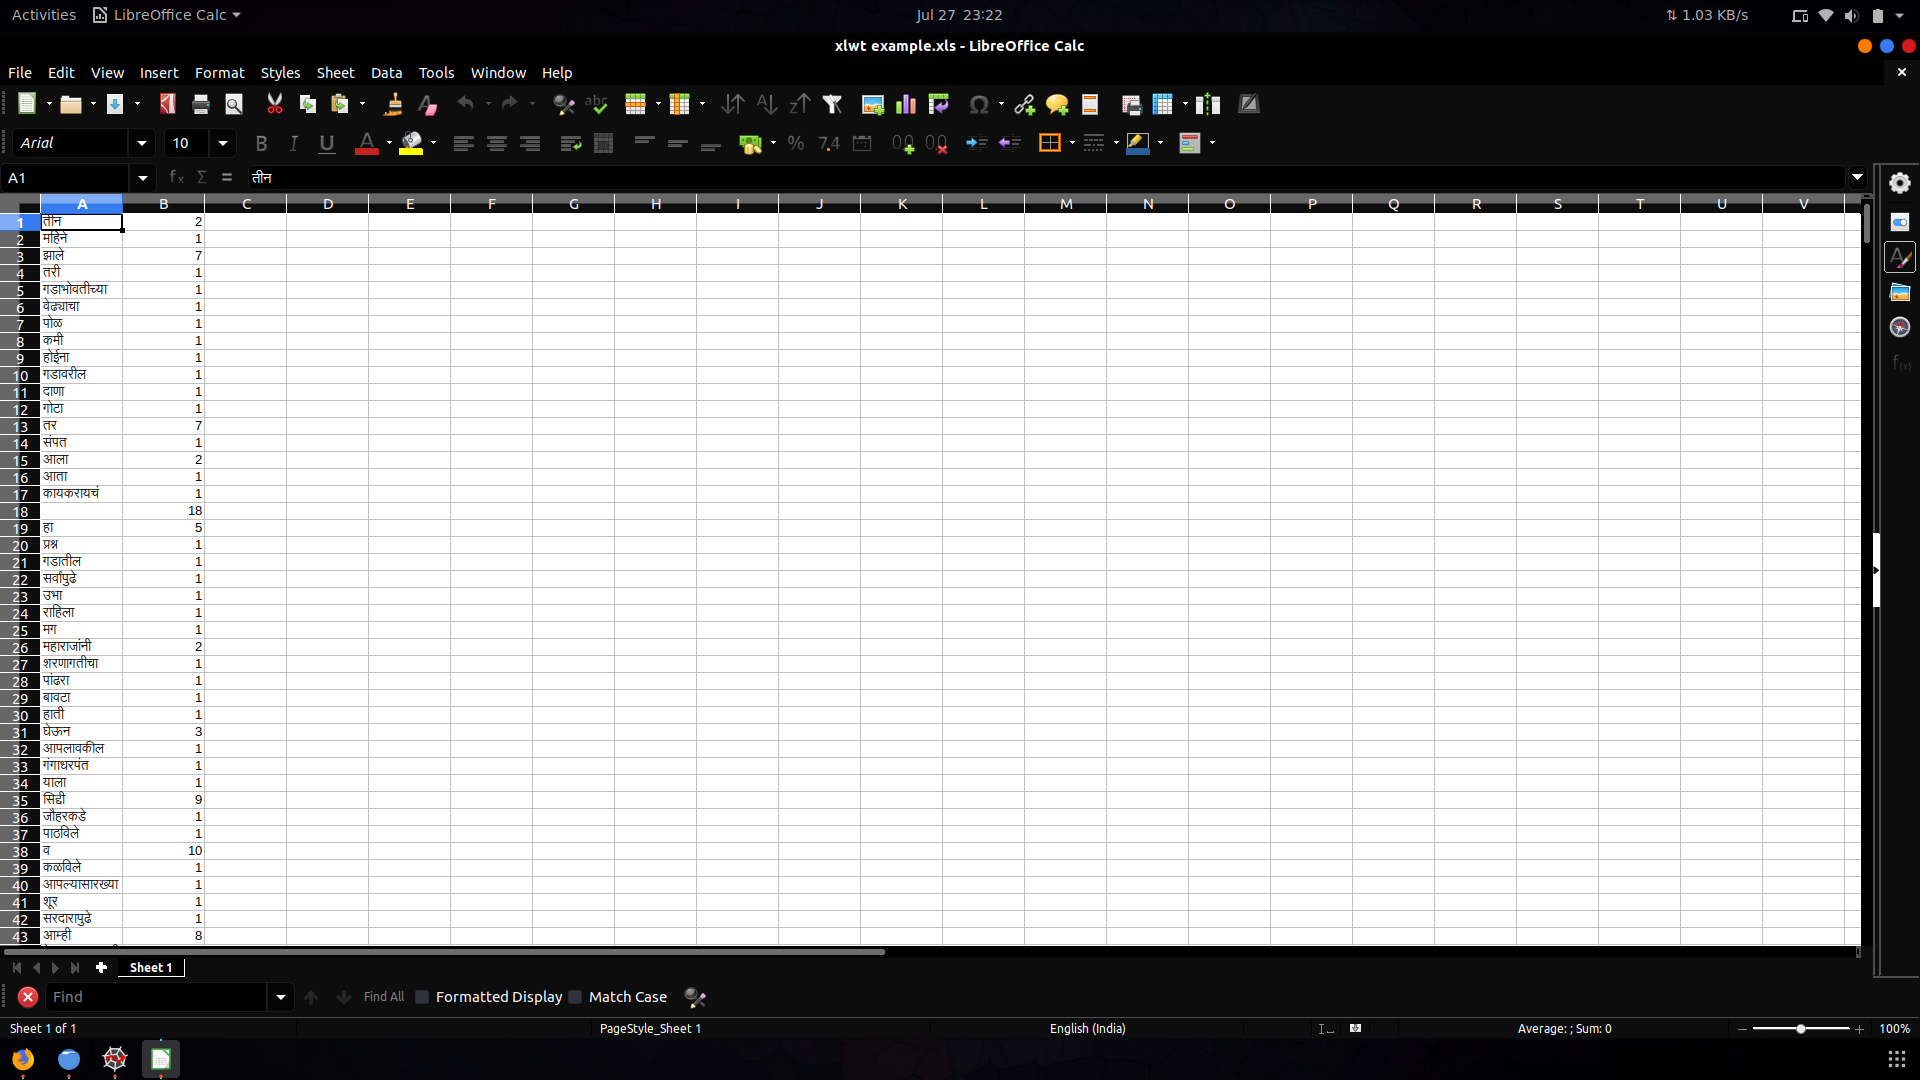 Activities LibreOffice Calc Jul 27 23:22 1.03 KB/s
xlwt example.xls - LibreOffice Calc
File Edit View Insert Format Styles Sheet Data Tools Window Help
Arial 10
A1 तीन
A B C D E F G H I J K L M N O P Q R S T U V
1 तीन 2
2 महिने 1
3 झाले 7
4 तरी 1
5 गडाभोवतीच्या 1
6 वेढ्याचा 1
7 पोळ 1
8 कमी 1
9 होईना 1
10 गडावरील 1
11 दाणा 1
12 गोटा 1
13 तर 7
14 संपत 1
15 आला 2
16 आता 1
17 कायकरायचं 1
18 18
19 हा 5
20 प्रश्न 1
21 गडातील 1
22 सर्वांपुढे 1
23 उभा 1
24 राहिला 1
25 मग 1
26 महाराजांनी 2
27 शरणागतीचा 1
28 पांढरा 1
29 बावटा 1
30 हाती 1
31 घेऊन 3
32 आपलावकील 1
33 गंगाधरपंत 1
34 याला 1
35 सिद्दी 9
36 जौहरकडे 1
37 पाठविले 1
38 व 10
39 कळविले 1
40 आपल्यासारख्या 1
41 शूर 1
42 सरदारापुढे 1
43 आम्ही 8
Sheet 1
Find Find All Formatted Display Match Case
Sheet 1 of 1 PageStyle_Sheet 1 English (India) Average: ; Sum: 0 100%